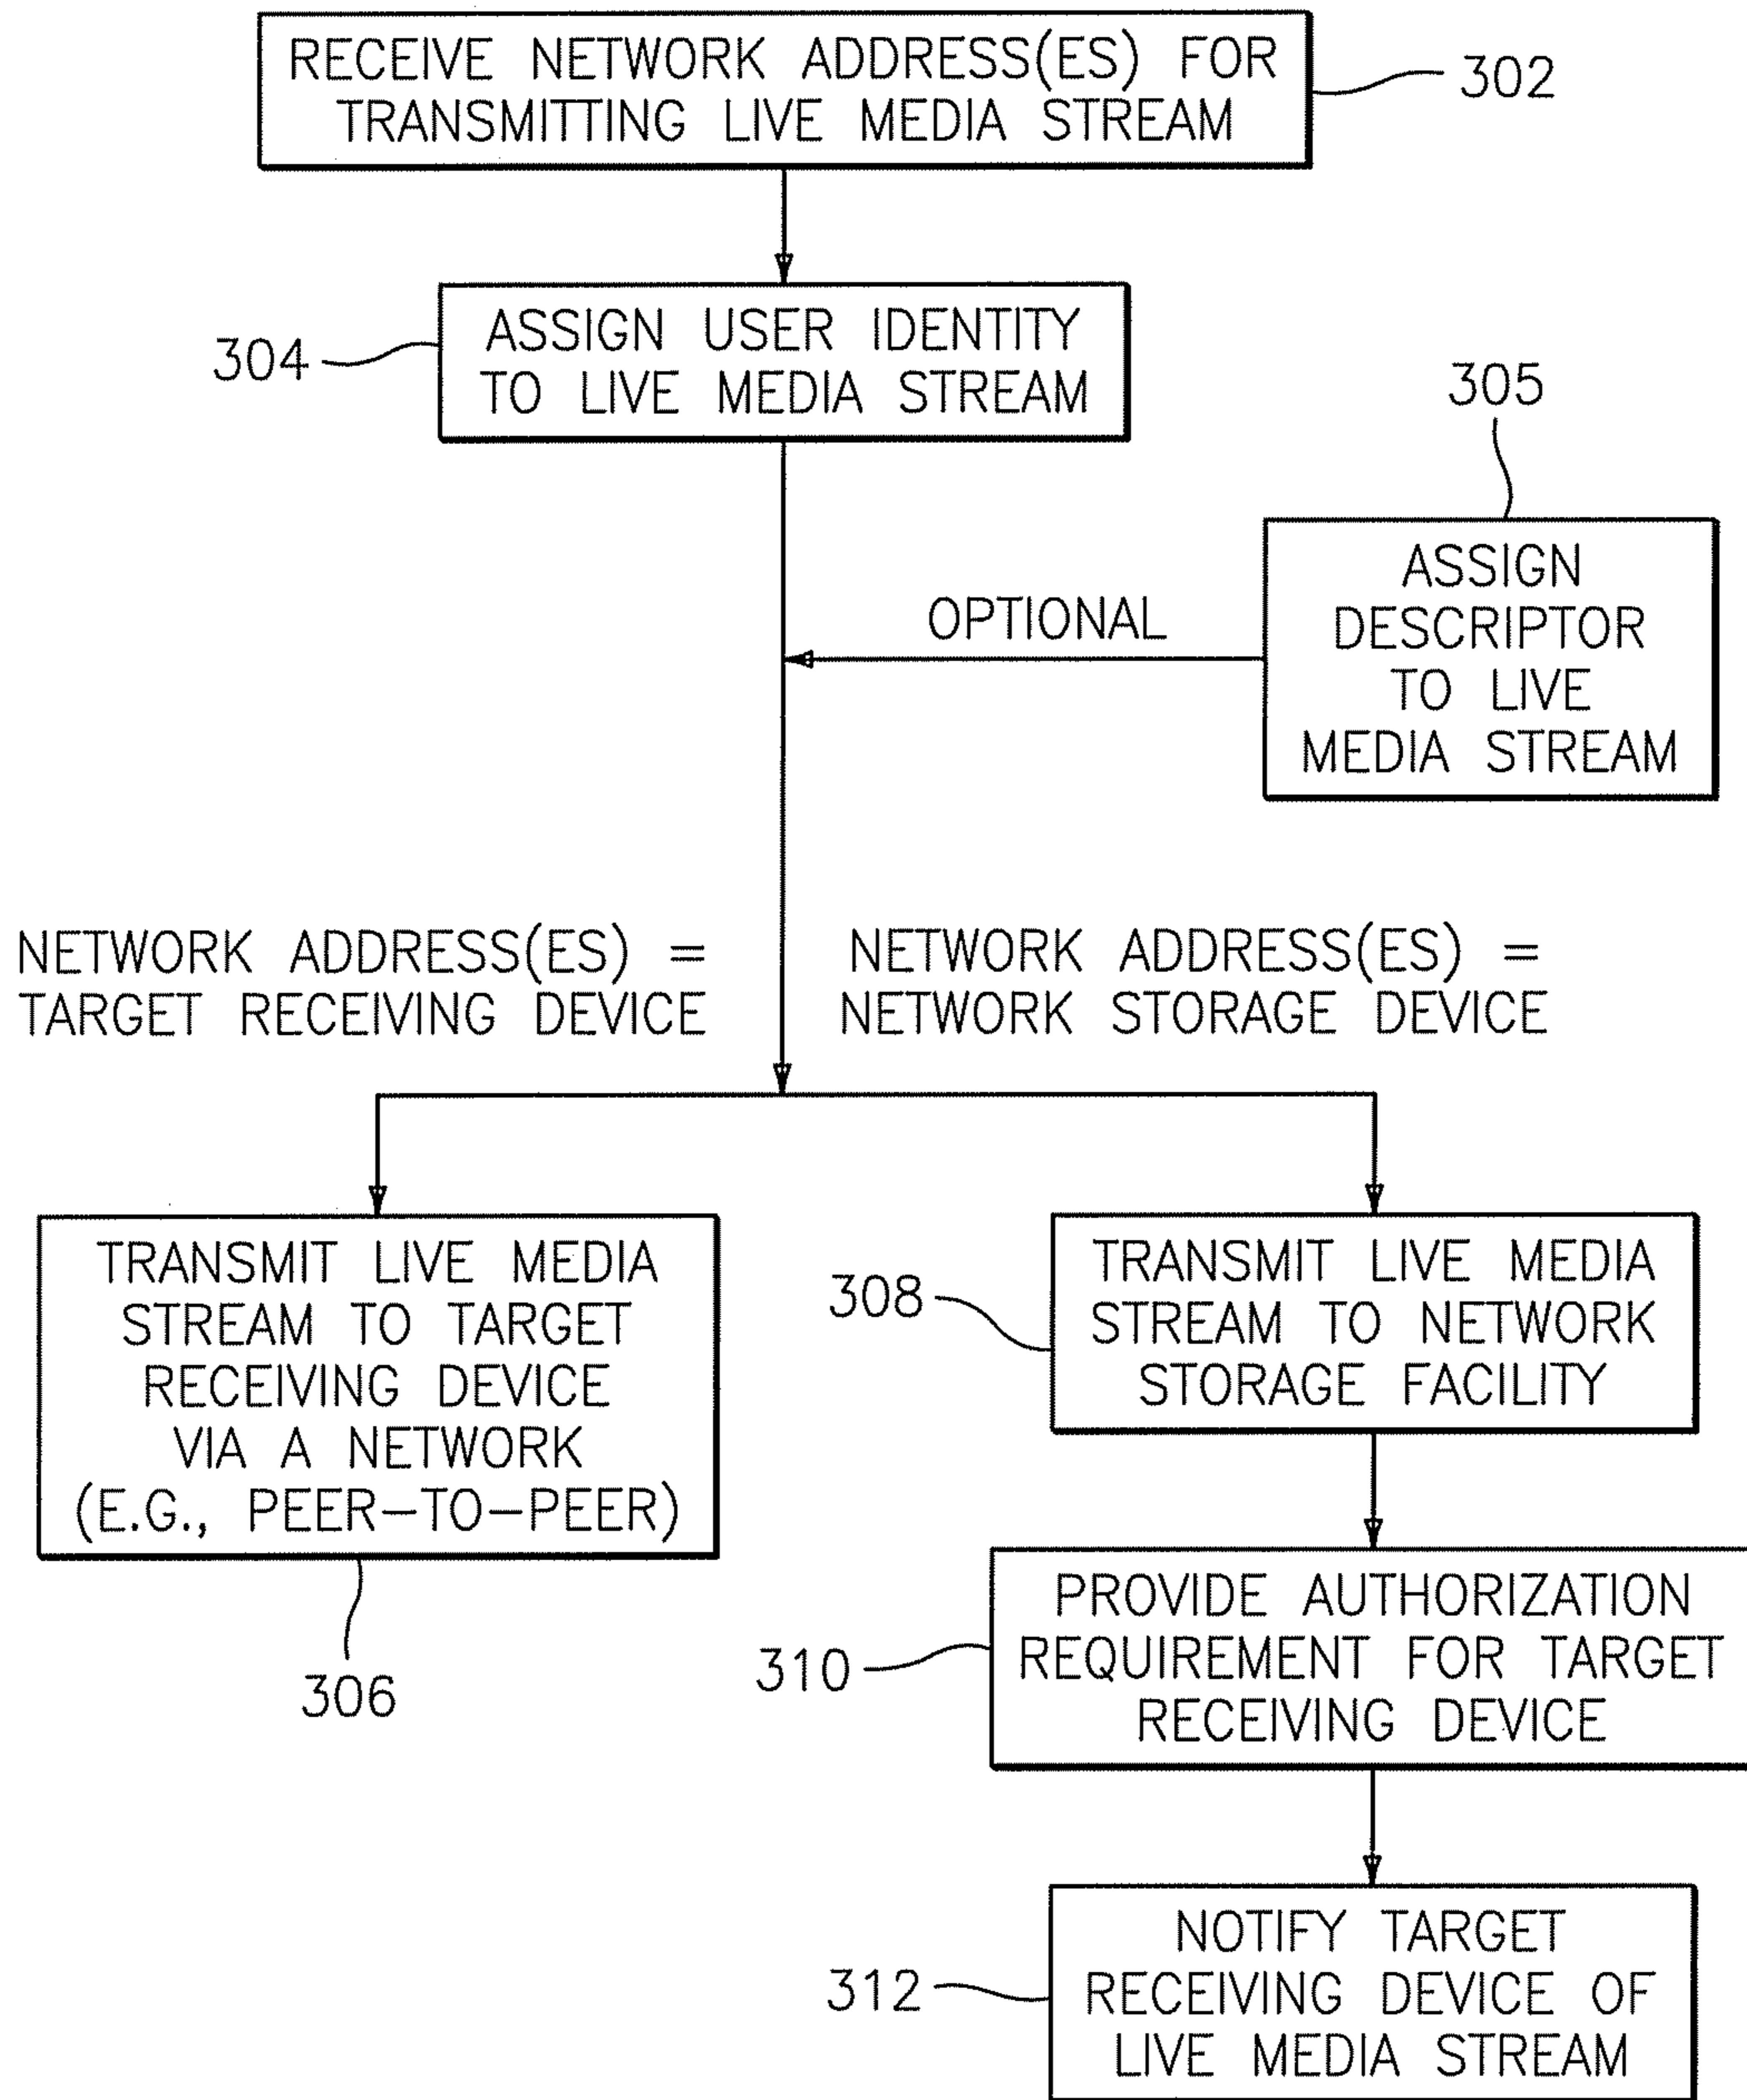 RECEIVE NETWORK ADDRESS(ES) FOR
TRANSMITTING LIVE MEDIA STREAM
302
304
ASSIGN USER IDENTITY
TO LIVE MEDIA STREAM
305
ASSIGN
DESCRIPTOR
TO LIVE
MEDIA STREAM
OPTIONAL
NETWORK ADDRESS(ES) =
TARGET RECEIVING DEVICE
NETWORK ADDRESS(ES) =
NETWORK STORAGE DEVICE
TRANSMIT LIVE MEDIA
STREAM TO TARGET
RECEIVING DEVICE
VIA A NETWORK
(E.G., PEER-TO-PEER)
306
308
TRANSMIT LIVE MEDIA
STREAM TO NETWORK
STORAGE FACILITY
310
PROVIDE AUTHORIZATION
REQUIREMENT FOR TARGET
RECEIVING DEVICE
312
NOTIFY TARGET
RECEIVING DEVICE OF
LIVE MEDIA STREAM